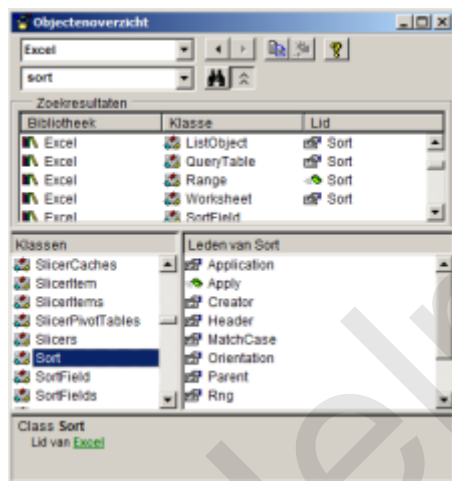 Objectenoverzicht
Excel
sort
Zoekresultaten
Bibliotheek Klasse Lid
Excel ListObject Sort
Excel QueryTable Sort
Excel Range Sort
Excel Worksheet Sort
Excel SortField
Klassen Leden van Sort
SlicerCaches Application
SlicerItem Apply
SlicerItems Creator
SlicerPivotTables Header
Slicers MatchCase
Sort Orientation
SortField Parent
SortFields Rng
Class Sort
Lid van Excel